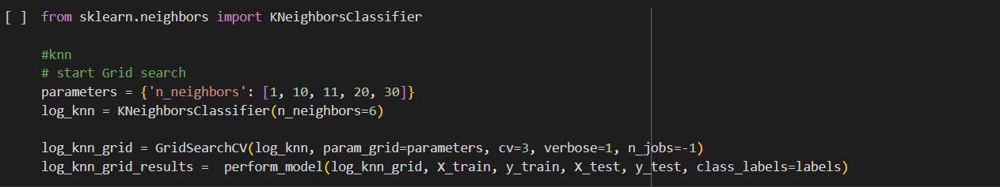 [ ] from sklearn.neighbors import KNeighborsClassifier
#knn
# start Grid search
parameters = {'n_neighbors': [1, 10, 11, 20, 30]}
log_knn = KNeighborsClassifier(n_neighbors=6)
log_knn_grid = GridSearchCV(log_knn, param_grid=parameters, cv=3, verbose=1, n_jobs=-1)
log_knn_grid_results =  perform_model(log_knn_grid, X_train, y_train, X_test, y_test, class_labels=labels)